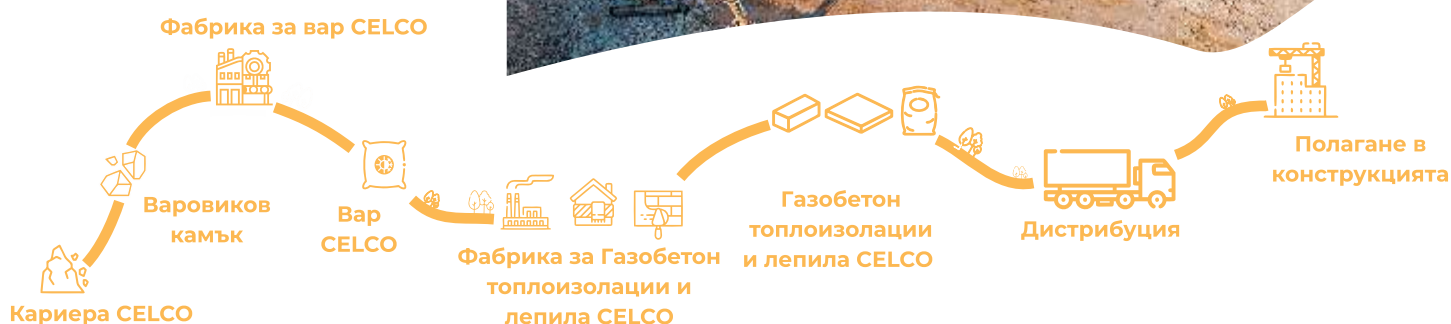 Фабрика за вар CELCO
Варовиков
камък
Кариера CELCO
Вар
CELCO
Фабрика за Газобетон
топлоизолации и
лепила CELCO
Газобетон
топлоизолации
и лепила CELCO
Дистрибуция
Полагане в
конструкцията